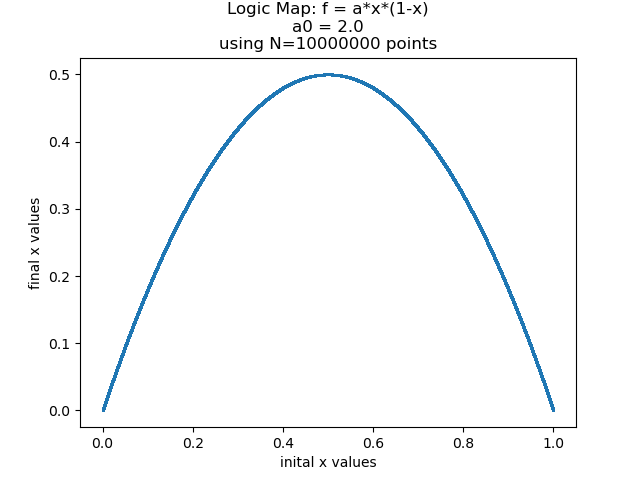 Logic Map: f = a*x*(1-x)
a0 = 2.0
using N=10000000 points
final x values
0.5
0.4
0.3
0.2
0.1
0.0
0.0 0.2 0.4 0.6 0.8 1.0
inital x values